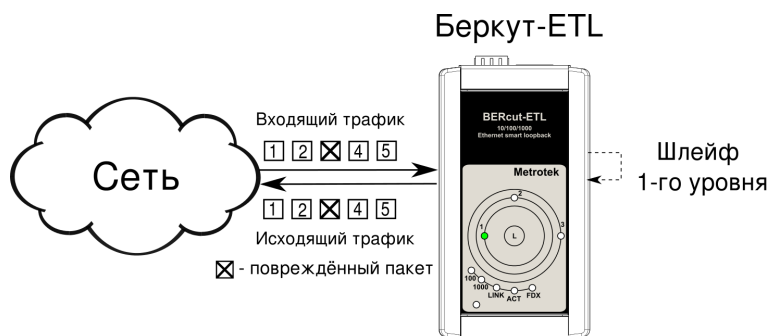 Беркут-ETL
Входящий трафик
1 2 4 5
Сеть
1 2 4 5
Исходящий трафик
- повреждённый пакет
BERcut-ETL
10/100/1000
Ethernet smart loopback
Metrotek
2
1
3
L
100
1000
LINK
ACT
FDX
Шлейф
1-го уровня